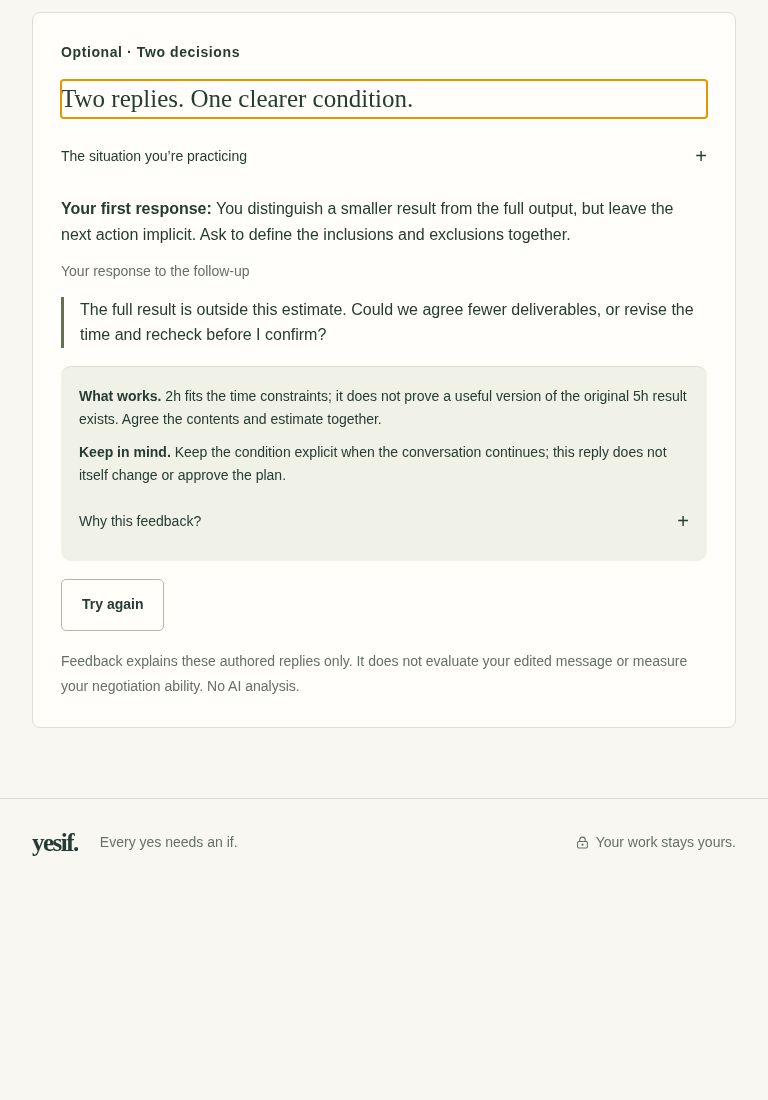 Optional · Two decisions
Two replies. One clearer condition.
The situation you’re practicing +
Your first response: You distinguish a smaller result from the full output, but leave the
next action implicit. Ask to define the inclusions and exclusions together.
Your response to the follow-up
The full result is outside this estimate. Could we agree fewer deliverables, or revise the
time and recheck before I confirm?
What works. 2h fits the time constraints; it does not prove a useful version of the original 5h result
exists. Agree the contents and estimate together.
Keep in mind. Keep the condition explicit when the conversation continues; this reply does not
itself change or approve the plan.
Why this feedback? +
Try again
Feedback explains these authored replies only. It does not evaluate your edited message or measure
your negotiation ability. No AI analysis.
yesif. Every yes needs an if. Your work stays yours.